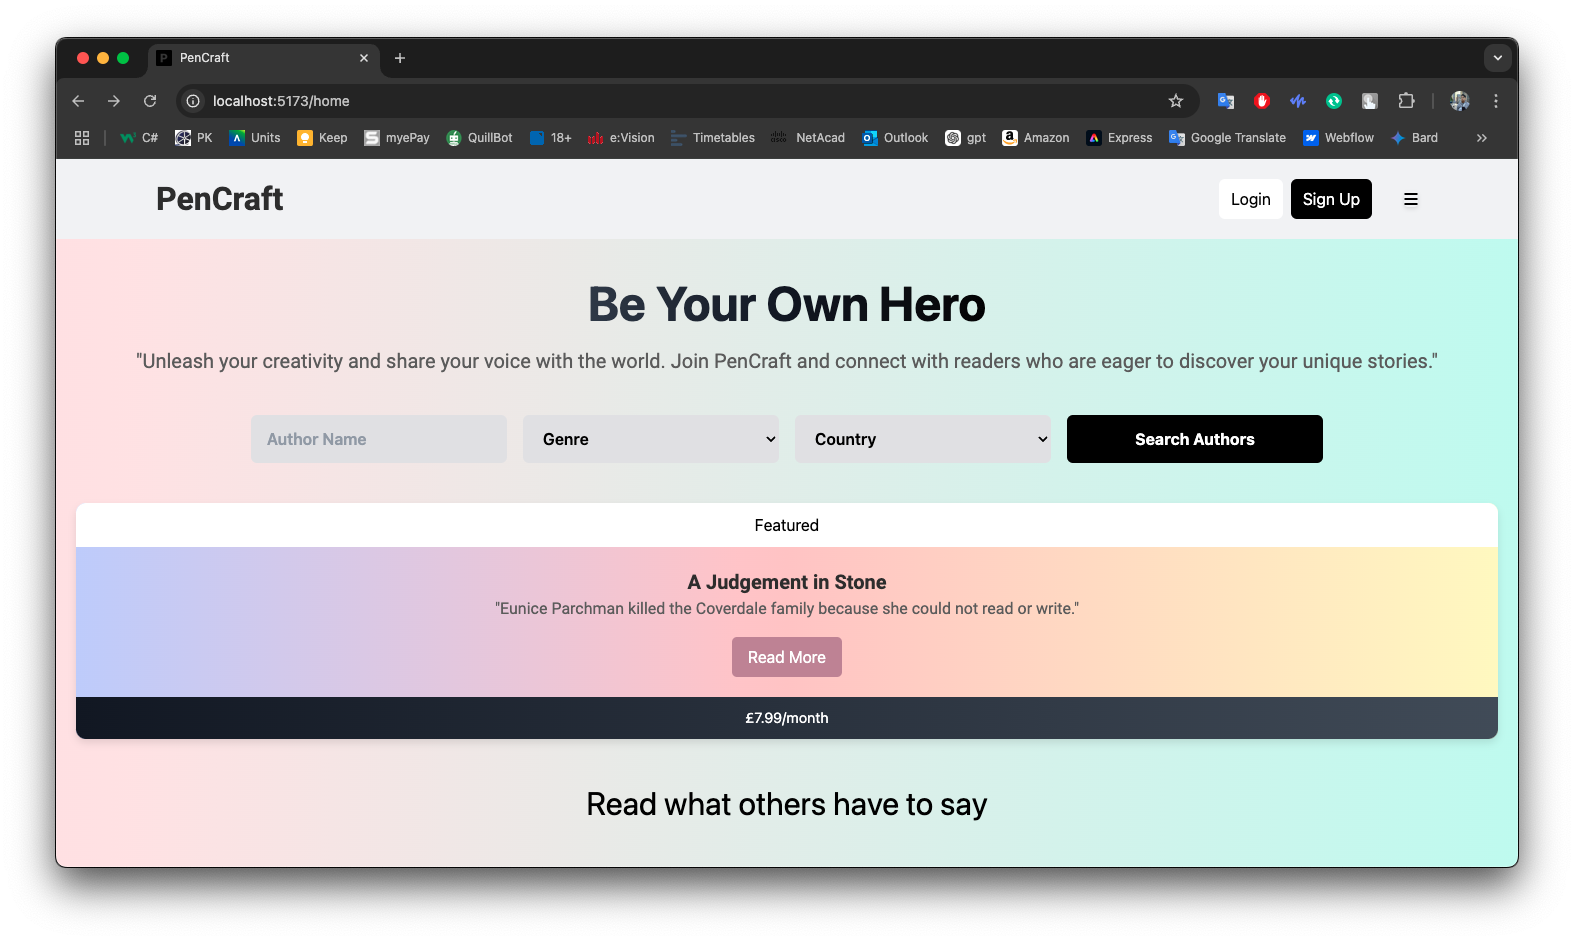 PenCraft
localhost:5173/home
C# PK Units Keep myePay QuillBot 18+ e:Vision Timetables NetAcad Outlook gpt Amazon Express Google Translate Webflow Bard
PenCraft
Login Sign Up
Be Your Own Hero
"Unleash your creativity and share your voice with the world. Join PenCraft and connect with readers who are eager to discover your unique stories."
Author Name Genre Country Search Authors
Featured
A Judgement in Stone
"Eunice Parchman killed the Coverdale family because she could not read or write."
Read More
£7.99/month
Read what others have to say